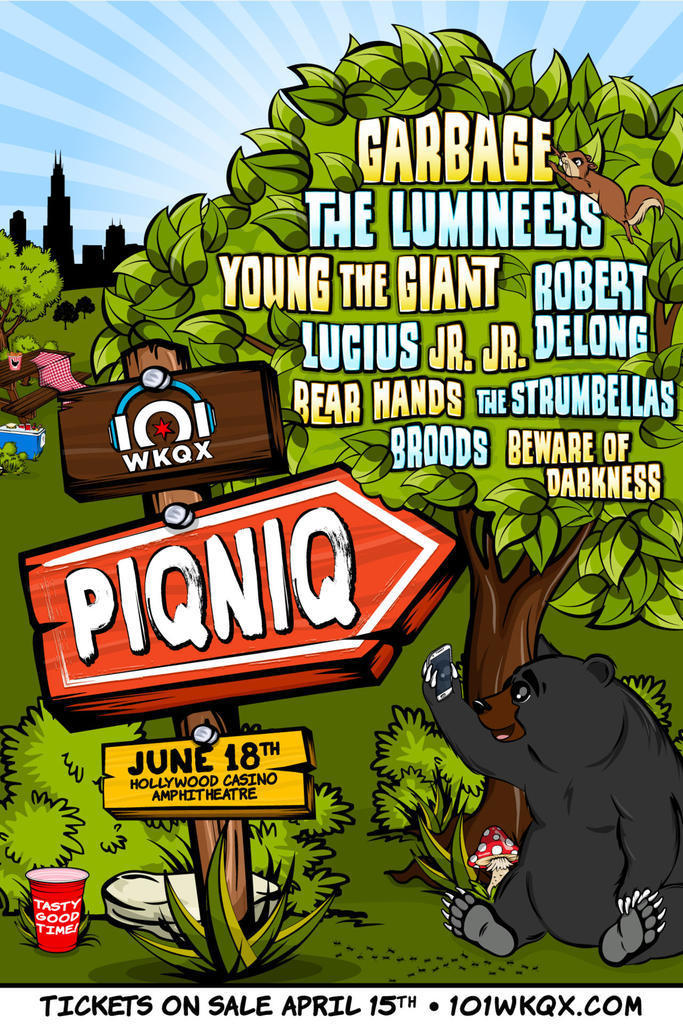 GARBAGE
THE LUMINEERS
YOUNG THE GIANT
ROBERT
DELONG
LUCIUS JR. JR.
BEAR HANDS THE STRUMBELLAS
BROODS BEWARE OF
DARKNESS
101
WKQX
PIQNIQ
JUNE 18TH
HOLLYWOOD CASINO
AMPHITHEATRE
TASTY
GOOD
TIME!
TICKETS ON SALE APRIL 15TH • 101WKQX.COM